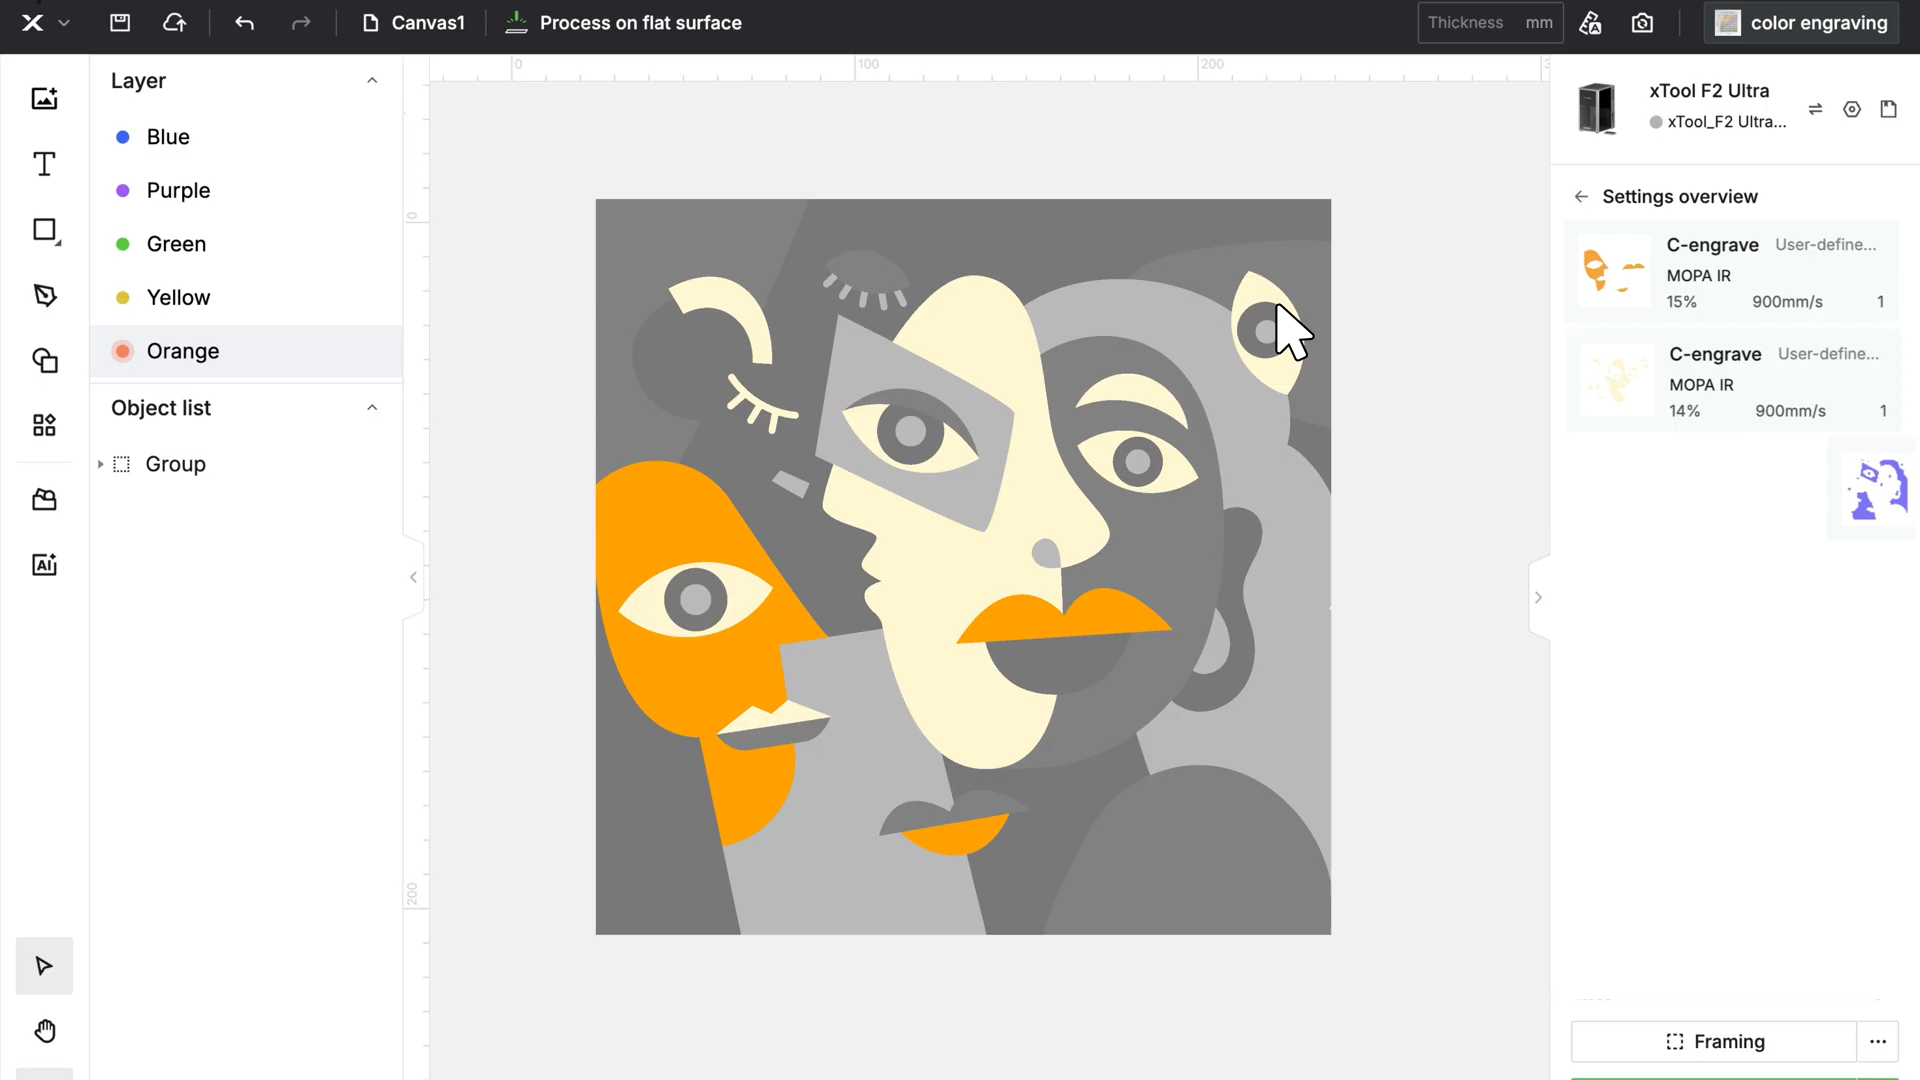 Canvas1
Process on flat surface
Thickness mm
color engraving
Layer
Blue
Purple
Green
Yellow
Orange
Object list
Group
0
100
200
0
200
xTool F2 Ultra
xTool_F2 Ultra...
Settings overview
C-engrave User-define...
MOPA IR
15% 900mm/s 1
C-engrave User-define...
MOPA IR
14% 900mm/s 1
Framing
T
AI